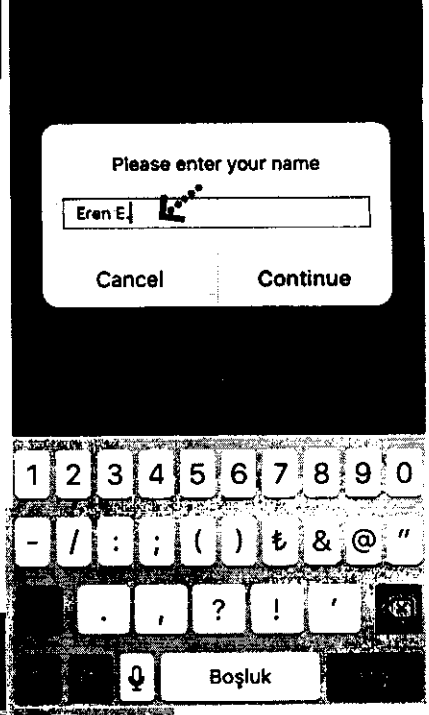 Please enter your name
Eren E.
Cancel Continue
1 2 3 4 5 6 7 8 9 0
- / : ; ( ) ₺ & @ "
. , ? ! '
Boşluk